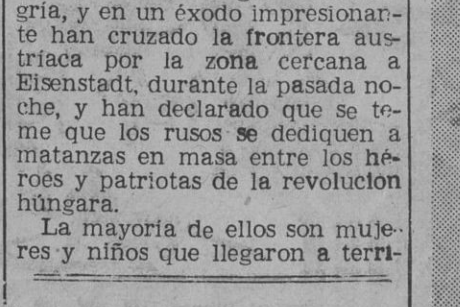 gría, y en un éxodo impresionan-
te han cruzado la frontera aus-
tríaca por la zona cercana a
Eisenstadt, durante la pasada no-
che, y han declarado que se te-
me que los rusos se dediquen a
matanzas en masa entre los hé-
roes y patriotas de la revolución
húngara.
La mayoría de ellos son muje-
res y niños que llegaron a terri-